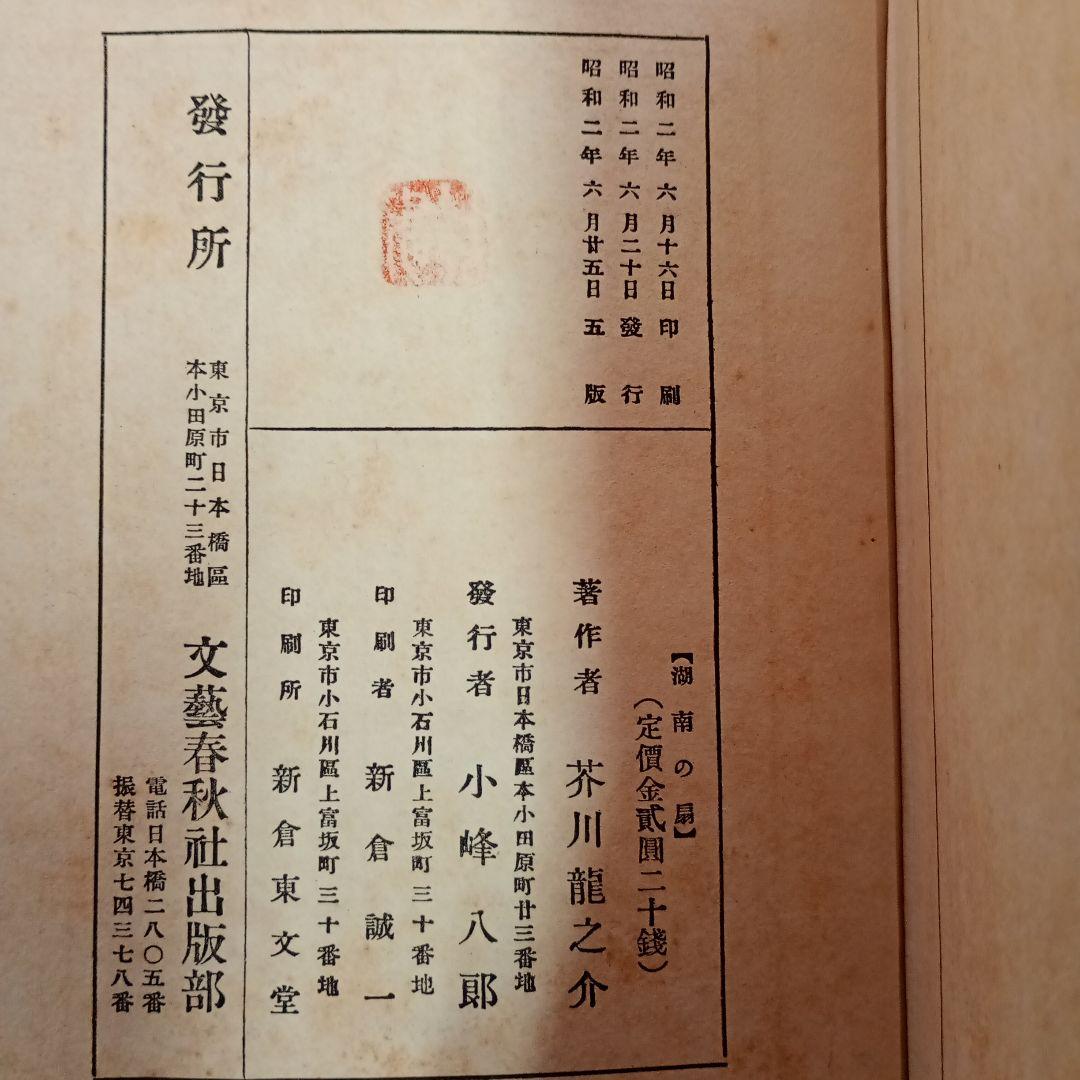 昭和二年六月十六日印刷
昭和二年六月二十日發行
昭和二年六月廿五日五版
【湖南の扇】
(定價金貳圓二十錢)
著作者 芥川龍之介
東京市日本橋區本小田原町廿三番地
發行者 小峰八郎
東京市小石川區上富坂町三十番地
印刷者 新倉誠一
東京市小石川區上富坂町三十番地
印刷所 新倉東文堂
發行所
東京市日本橋區
本小田原町二十三番地
文藝春秋社出版部
電話日本橋二八〇五番
振替東京七四三七八番